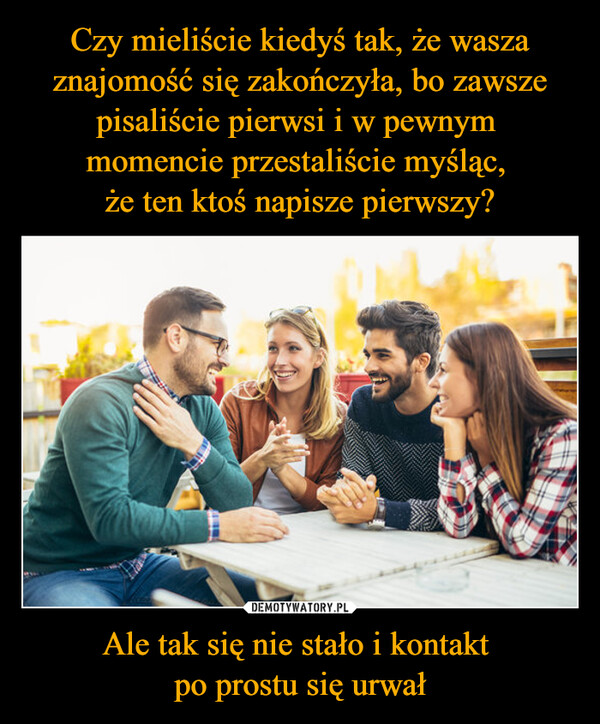 Czy mieliście kiedyś tak, że wasza
znajomość się zakończyła, bo zawsze
pisaliście pierwsi i w pewnym
momencie przestaliście myśląc,
że ten ktoś napisze pierwszy?
DEMOTYWATORY.PL
Ale tak się nie stało i kontakt
po prostu się urwał